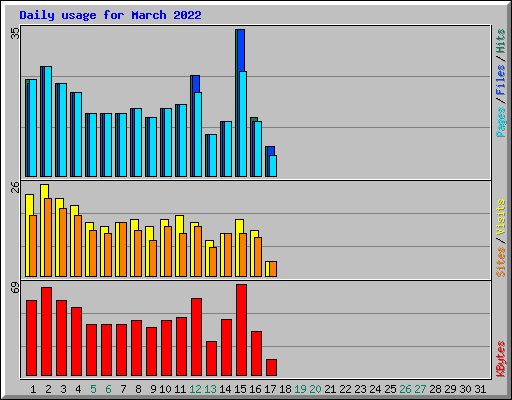 Daily usage for March 2022
35
26
69
Pages/Files/Hits
Sites/Visits
KBytes
1 2 3 4 5 6 7 8 9 10 11 12 13 14 15 16 17 18 19 20 21 22 23 24 25 26 27 28 29 30 31